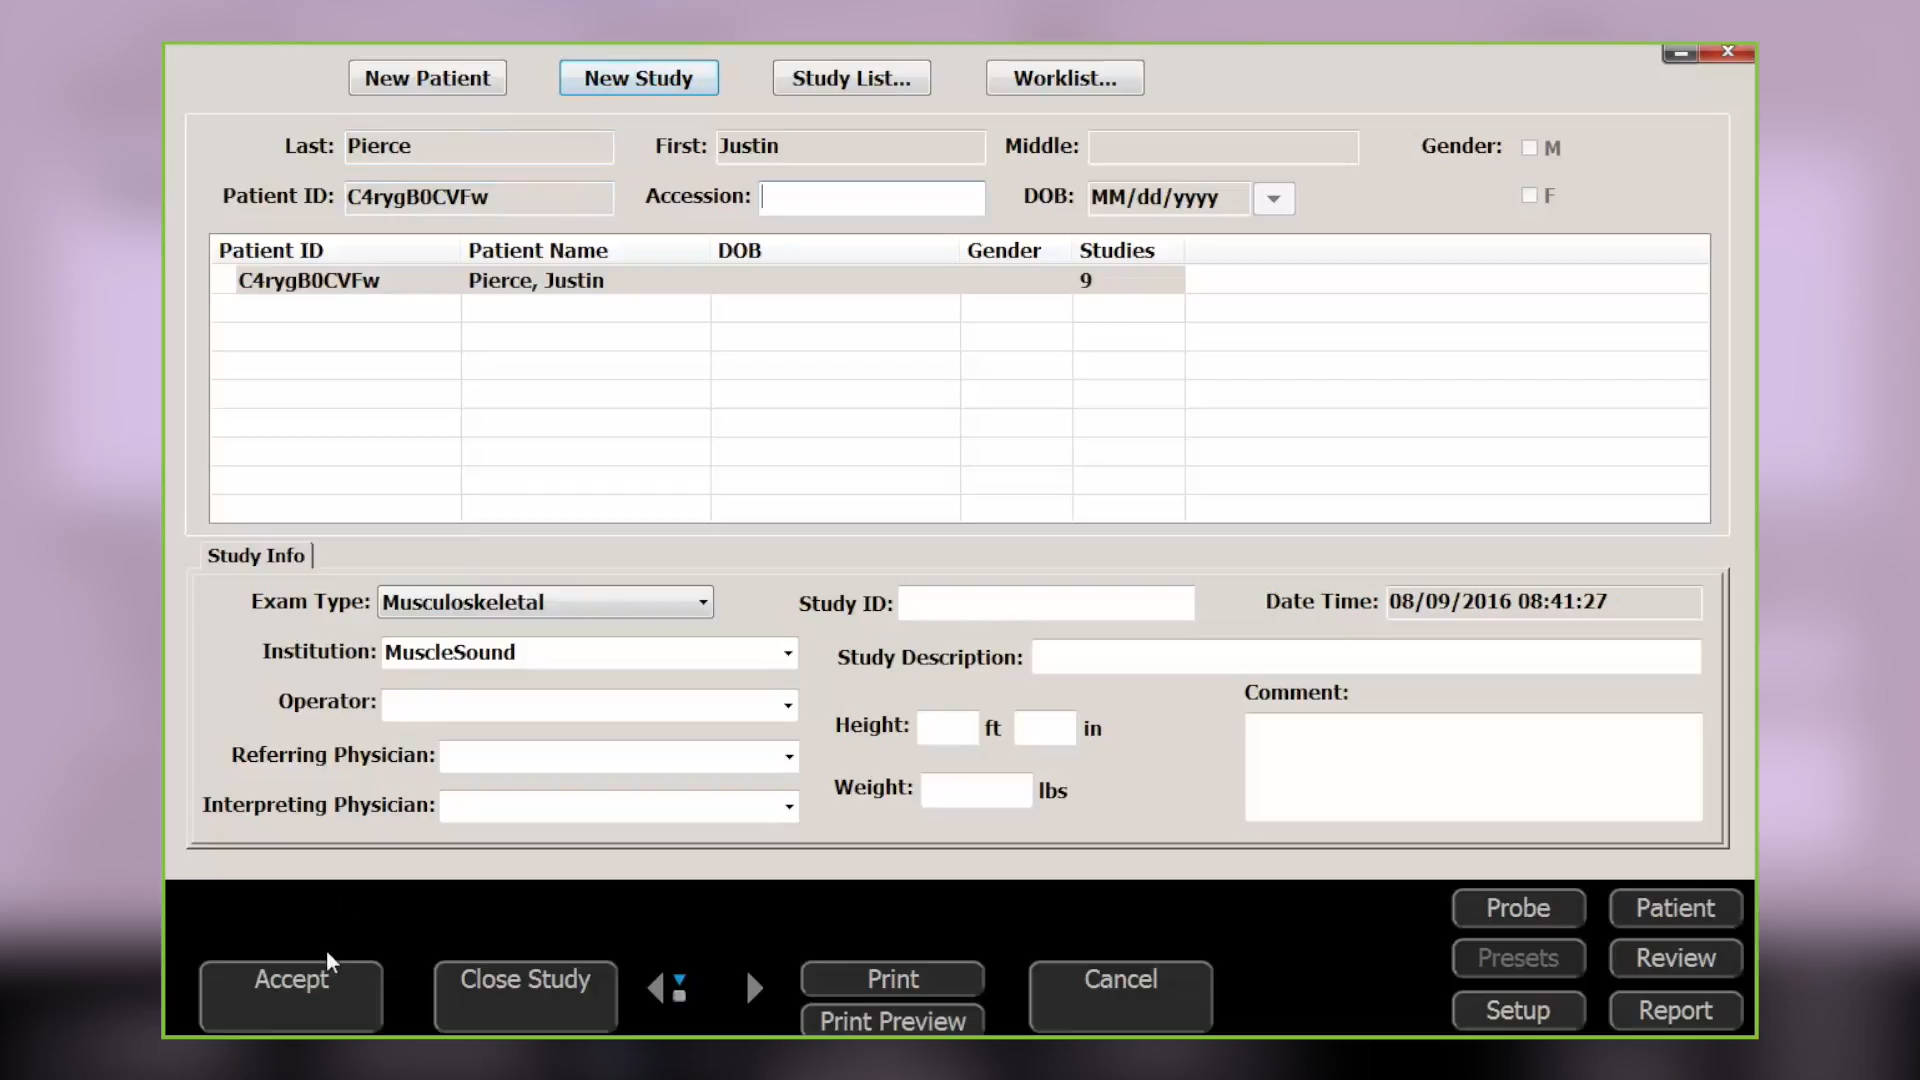 New Patient New Study Study List... Worklist...
Last: Pierce First: Justin Middle: Gender: M
Patient ID: C4rygB0CVFw Accession: DOB: MM/dd/yyyy F
Patient ID Patient Name DOB Gender Studies
C4rygB0CVFw Pierce, Justin 9
Study Info
Exam Type: Musculoskeletal Study ID: Date Time: 08/09/2016 08:41:27
Institution: MuscleSound Study Description:
Operator: Comment:
Height: ft in
Referring Physician:
Weight: lbs
Interpreting Physician:
Probe Patient
Presets Review
Accept Close Study Print Cancel
Print Preview Setup Report